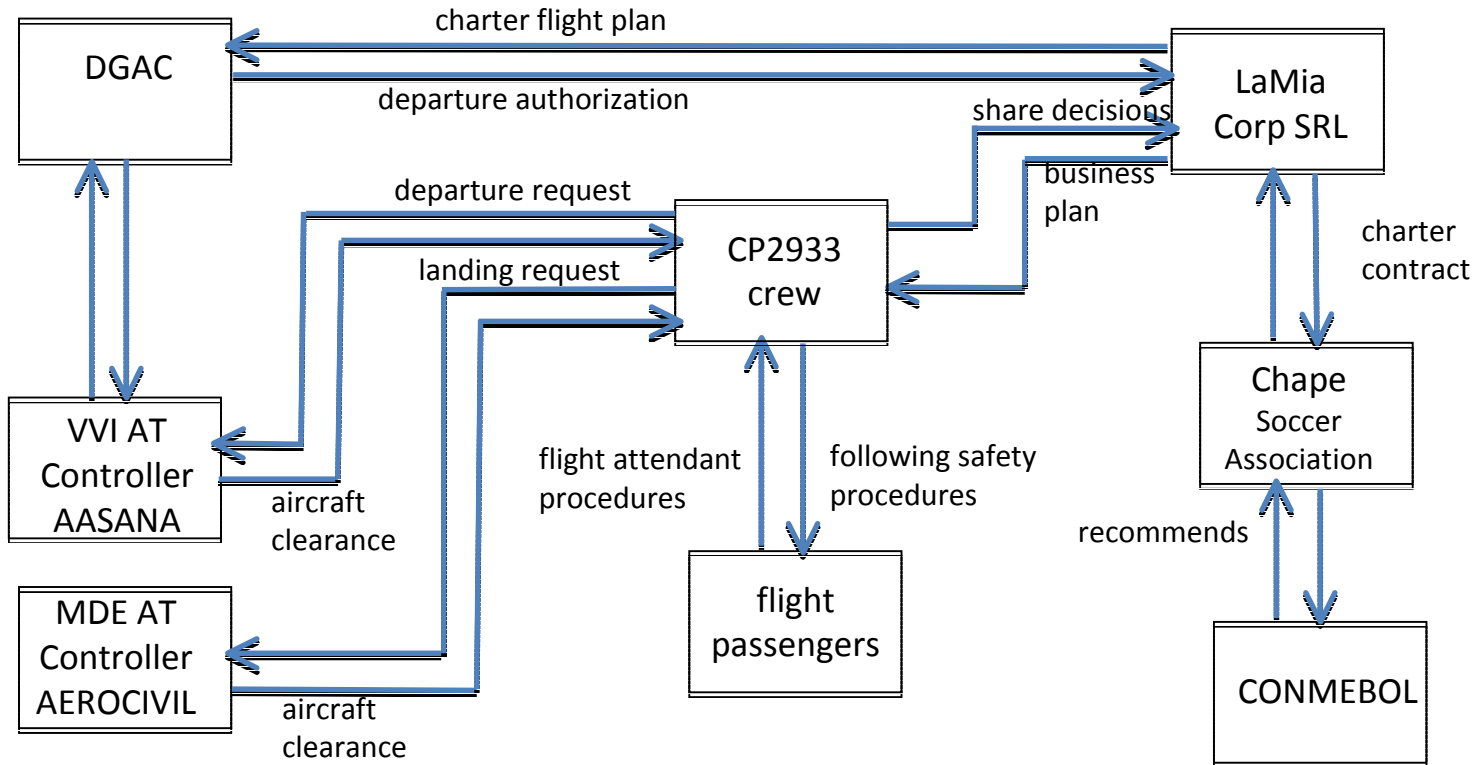 charter flight plan
DGAC
departure authorization
LaMia
Corp SRL
share decisions
business
plan
departure request
landing request
CP2933
crew
charter
contract
VVI AT
Controller
AASANA
aircraft
clearance
flight attendant
procedures
following safety
procedures
Chape
Soccer
Association
recommends
MDE AT
Controller
AEROCIVIL
aircraft
clearance
flight
passengers
CONMEBOL